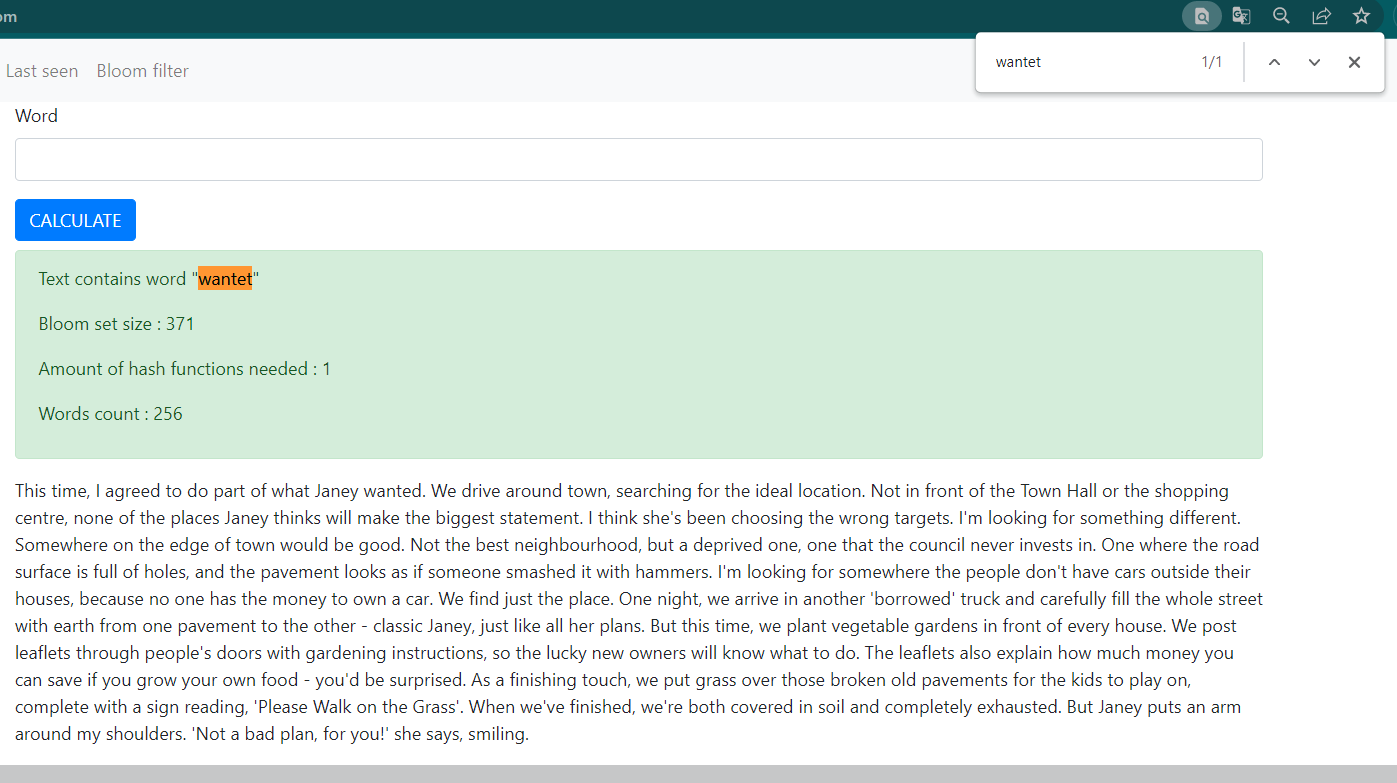 om
wantet 1/1
Last seen Bloom filter
Word
CALCULATE
Text contains word "wantet"
Bloom set size : 371
Amount of hash functions needed : 1
Words count : 256
This time, I agreed to do part of what Janey wanted. We drive around town, searching for the ideal location. Not in front of the Town Hall or the shopping
centre, none of the places Janey thinks will make the biggest statement. I think she's been choosing the wrong targets. I'm looking for something different.
Somewhere on the edge of town would be good. Not the best neighbourhood, but a deprived one, one that the council never invests in. One where the road
surface is full of holes, and the pavement looks as if someone smashed it with hammers. I'm looking for somewhere the people don't have cars outside their
houses, because no one has the money to own a car. We find just the place. One night, we arrive in another 'borrowed' truck and carefully fill the whole street
with earth from one pavement to the other - classic Janey, just like all her plans. But this time, we plant vegetable gardens in front of every house. We post
leaflets through people's doors with gardening instructions, so the lucky new owners will know what to do. The leaflets also explain how much money you
can save if you grow your own food - you'd be surprised. As a finishing touch, we put grass over those broken old pavements for the kids to play on,
complete with a sign reading, 'Please Walk on the Grass'. When we've finished, we're both covered in soil and completely exhausted. But Janey puts an arm
around my shoulders. 'Not a bad plan, for you!' she says, smiling.